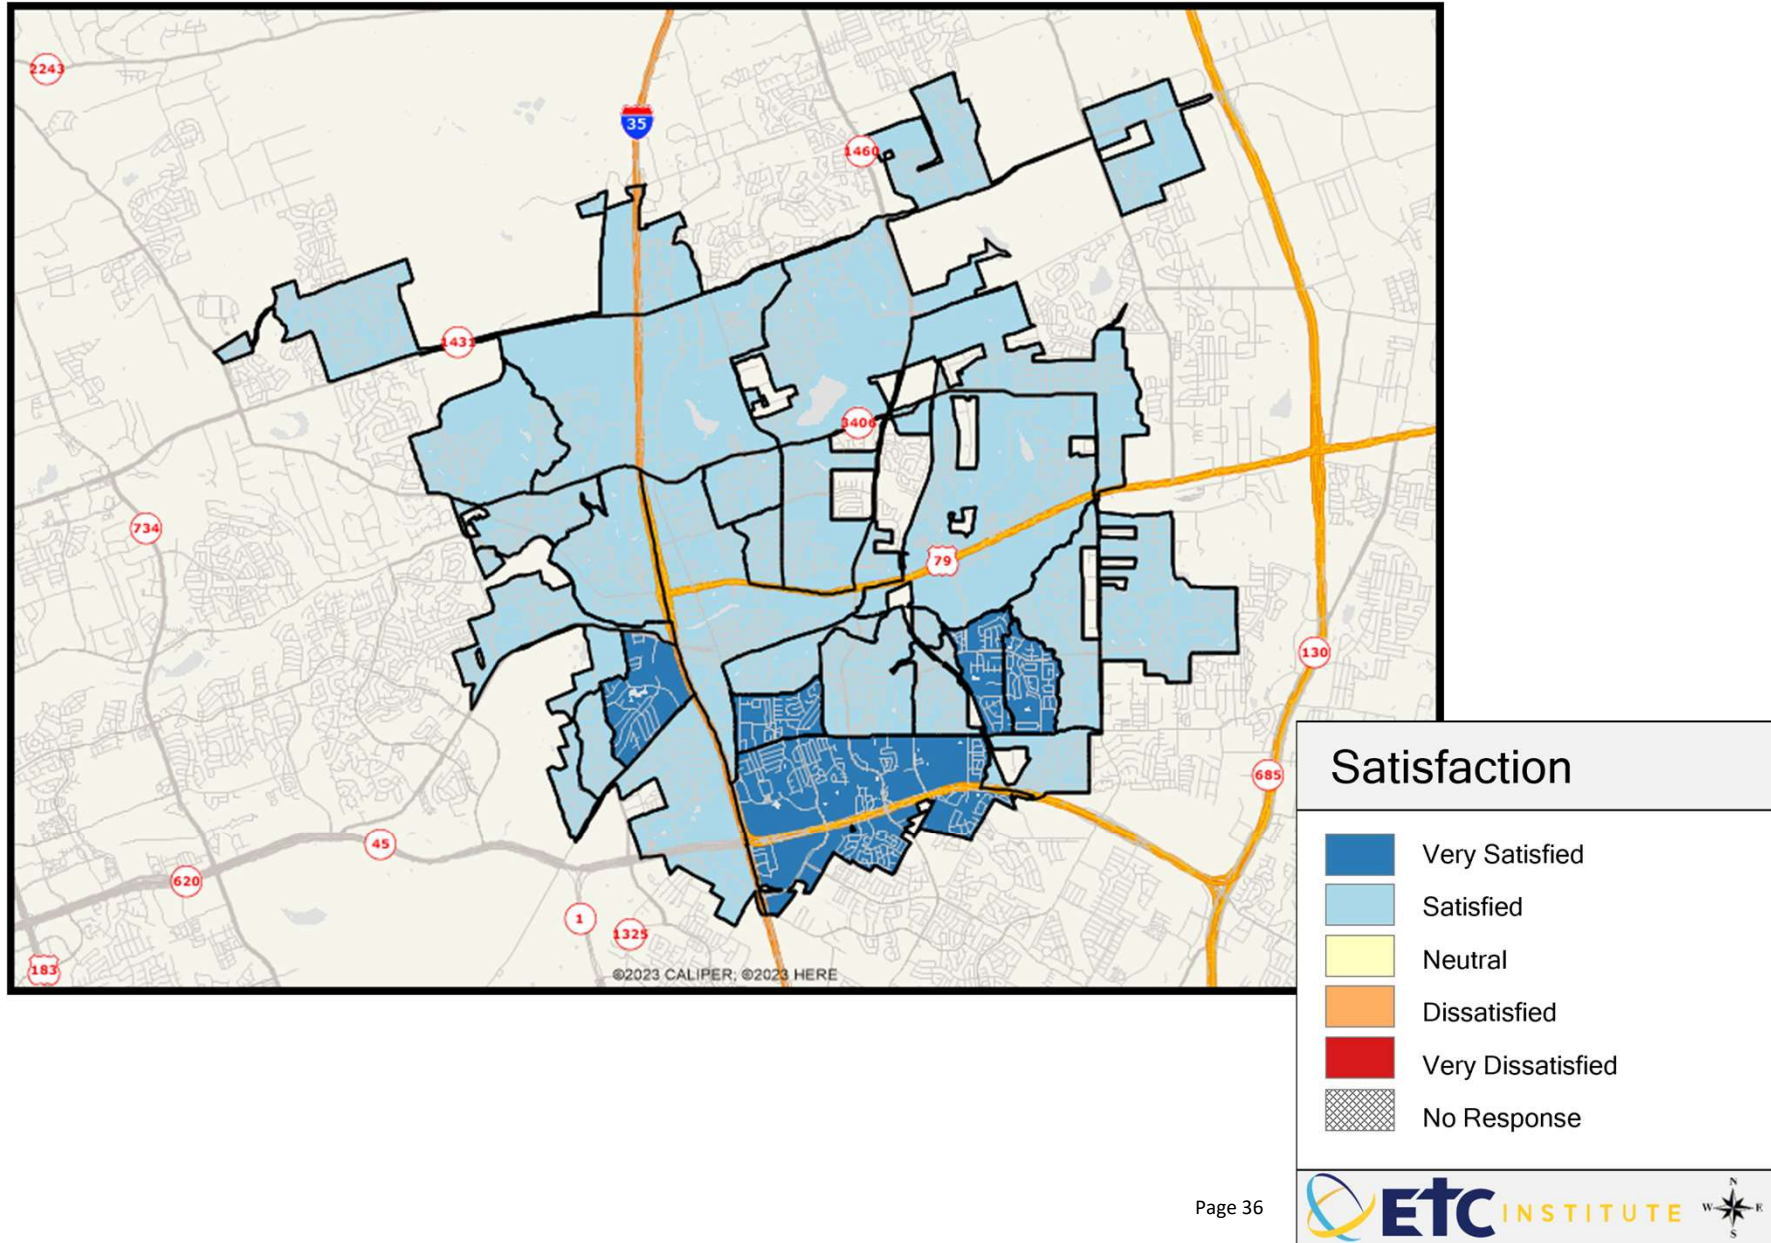 2243
35
1460
1431
3406
734
79
130
685
45
620
1
1325
183
©2023 CALIPER; ©2023 HERE
Satisfaction
Very Satisfied
Satisfied
Neutral
Dissatisfied
Very Dissatisfied
No Response
Page 36
ETC INSTITUTE
N
W E
S